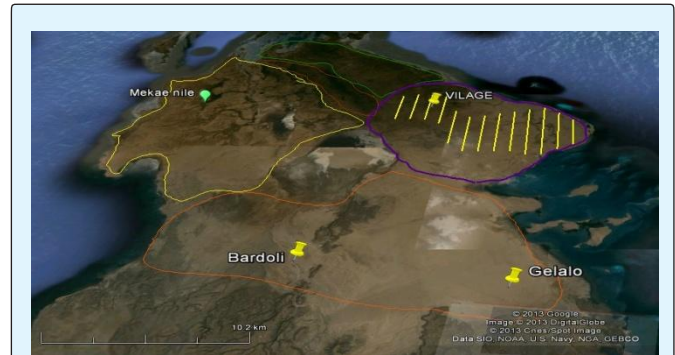 Mekae nile
VILAGE
Bardoli
Gelalo
© 2013 Google
Image © 2013 DigitalGlobe
© 2013 Cnes/Spot Image
Data SIO, NOAA, U.S. Navy, NGA, GEBCO
10.2 km